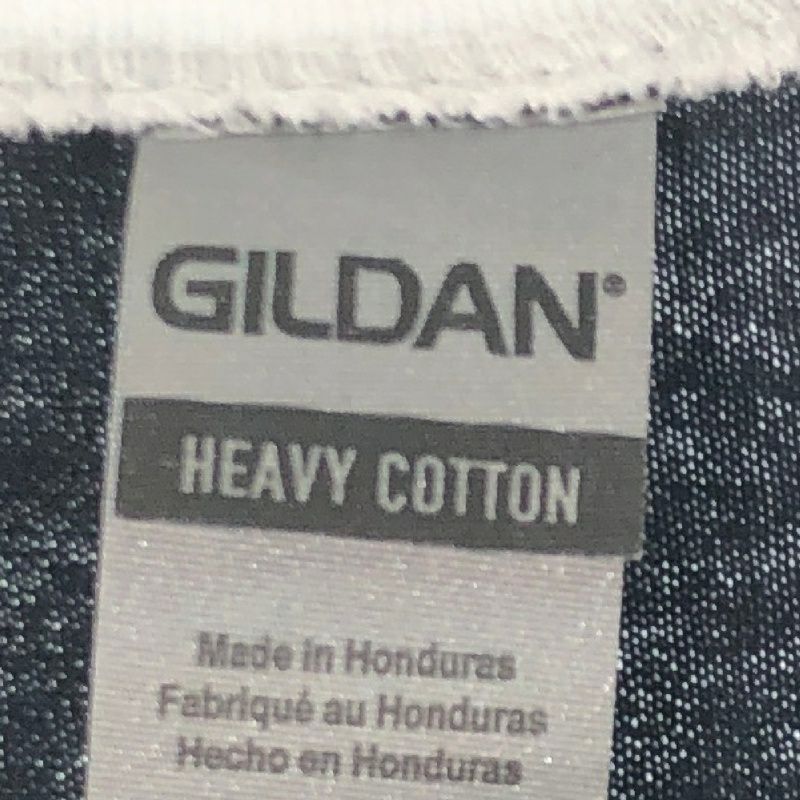 GILDAN®
HEAVY COTTON
Made in Honduras
Fabriqué au Honduras
Hecho en Honduras